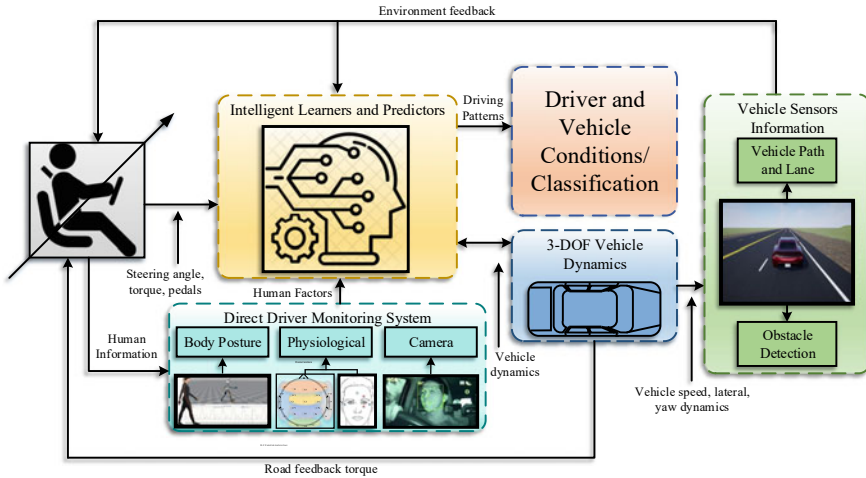 Environment feedback
Intelligent Learners and Predictors
Driving
Patterns
Driver and
Vehicle
Conditions/
Classification
Vehicle Sensors
Information
Vehicle Path
and Lane
Steering angle,
torque, pedals
3-DOF Vehicle
Dynamics
Human Factors
Direct Driver Monitoring System
Human
Information
Body Posture
Physiological
Camera
Vehicle
dynamics
Obstacle
Detection
Vehicle speed, lateral,
yaw dynamics
Road feedback torque